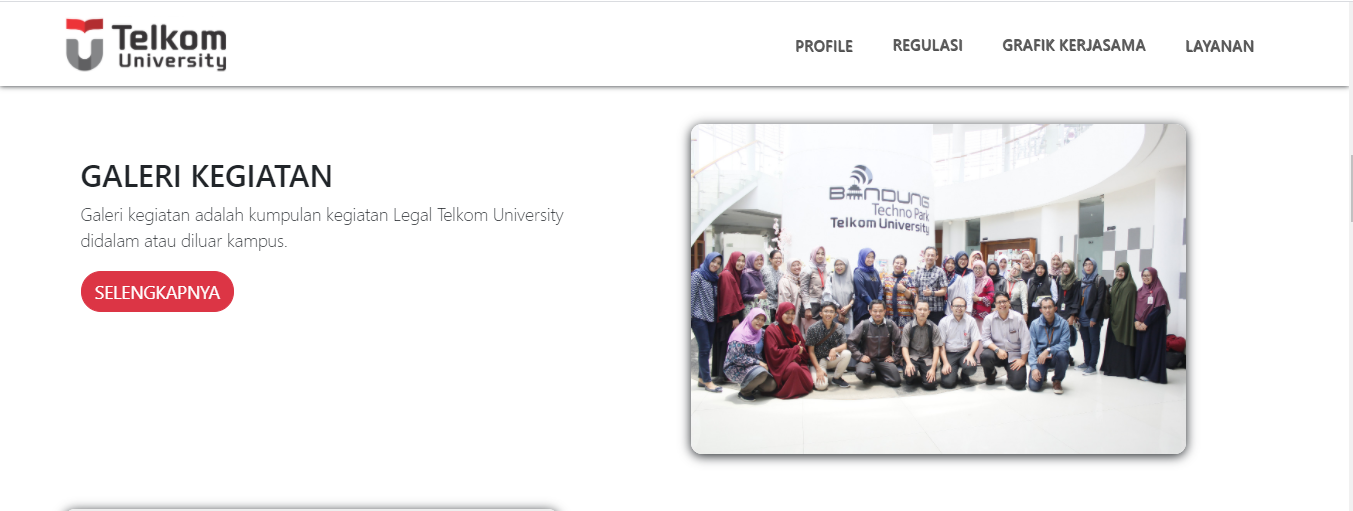 Telkom
University
PROFILE
REGULASI
GRAFIK KERJASAMA
LAYANAN
GALERI KEGIATAN
Galeri kegiatan adalah kumpulan kegiatan Legal Telkom University
didalam atau diluar kampus.
SELENGKAPNYA
BANDUNG
Techno Park
Telkom University